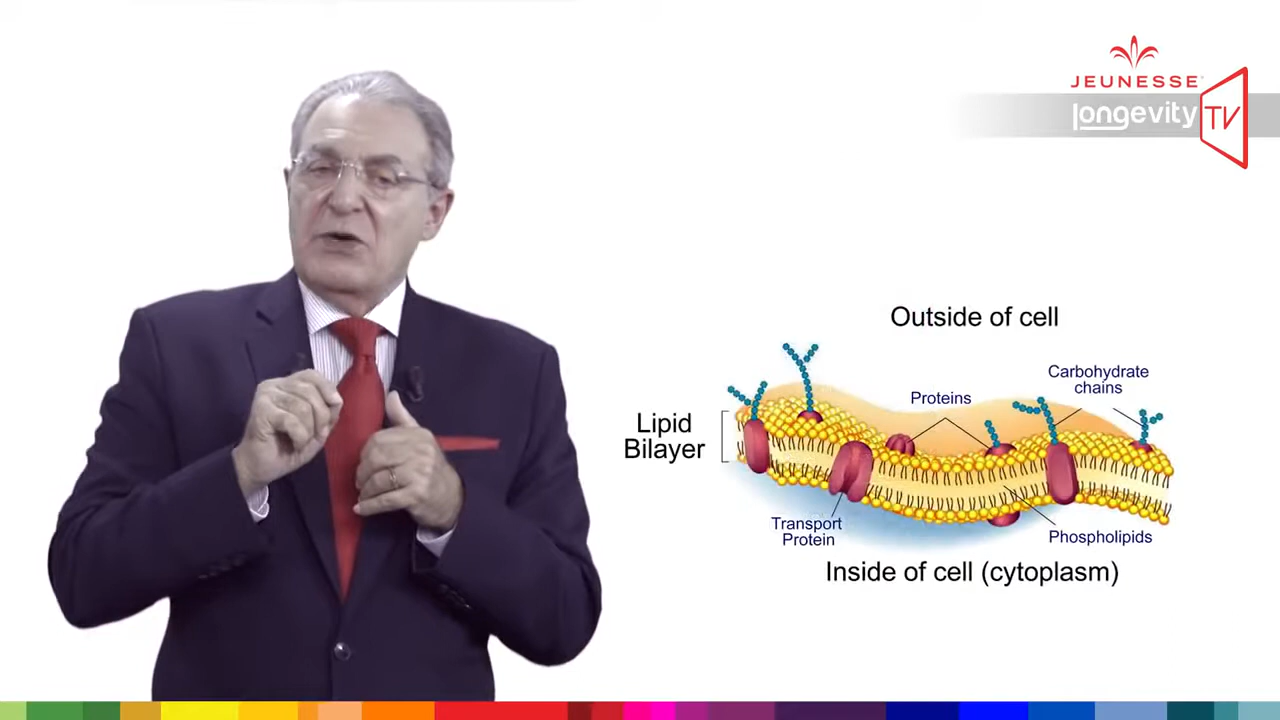 JEUNESSE
longevity TV
Outside of cell
Carbohydrate
chains
Proteins
Lipid
Bilayer
Transport
Protein
Phospholipids
Inside of cell (cytoplasm)